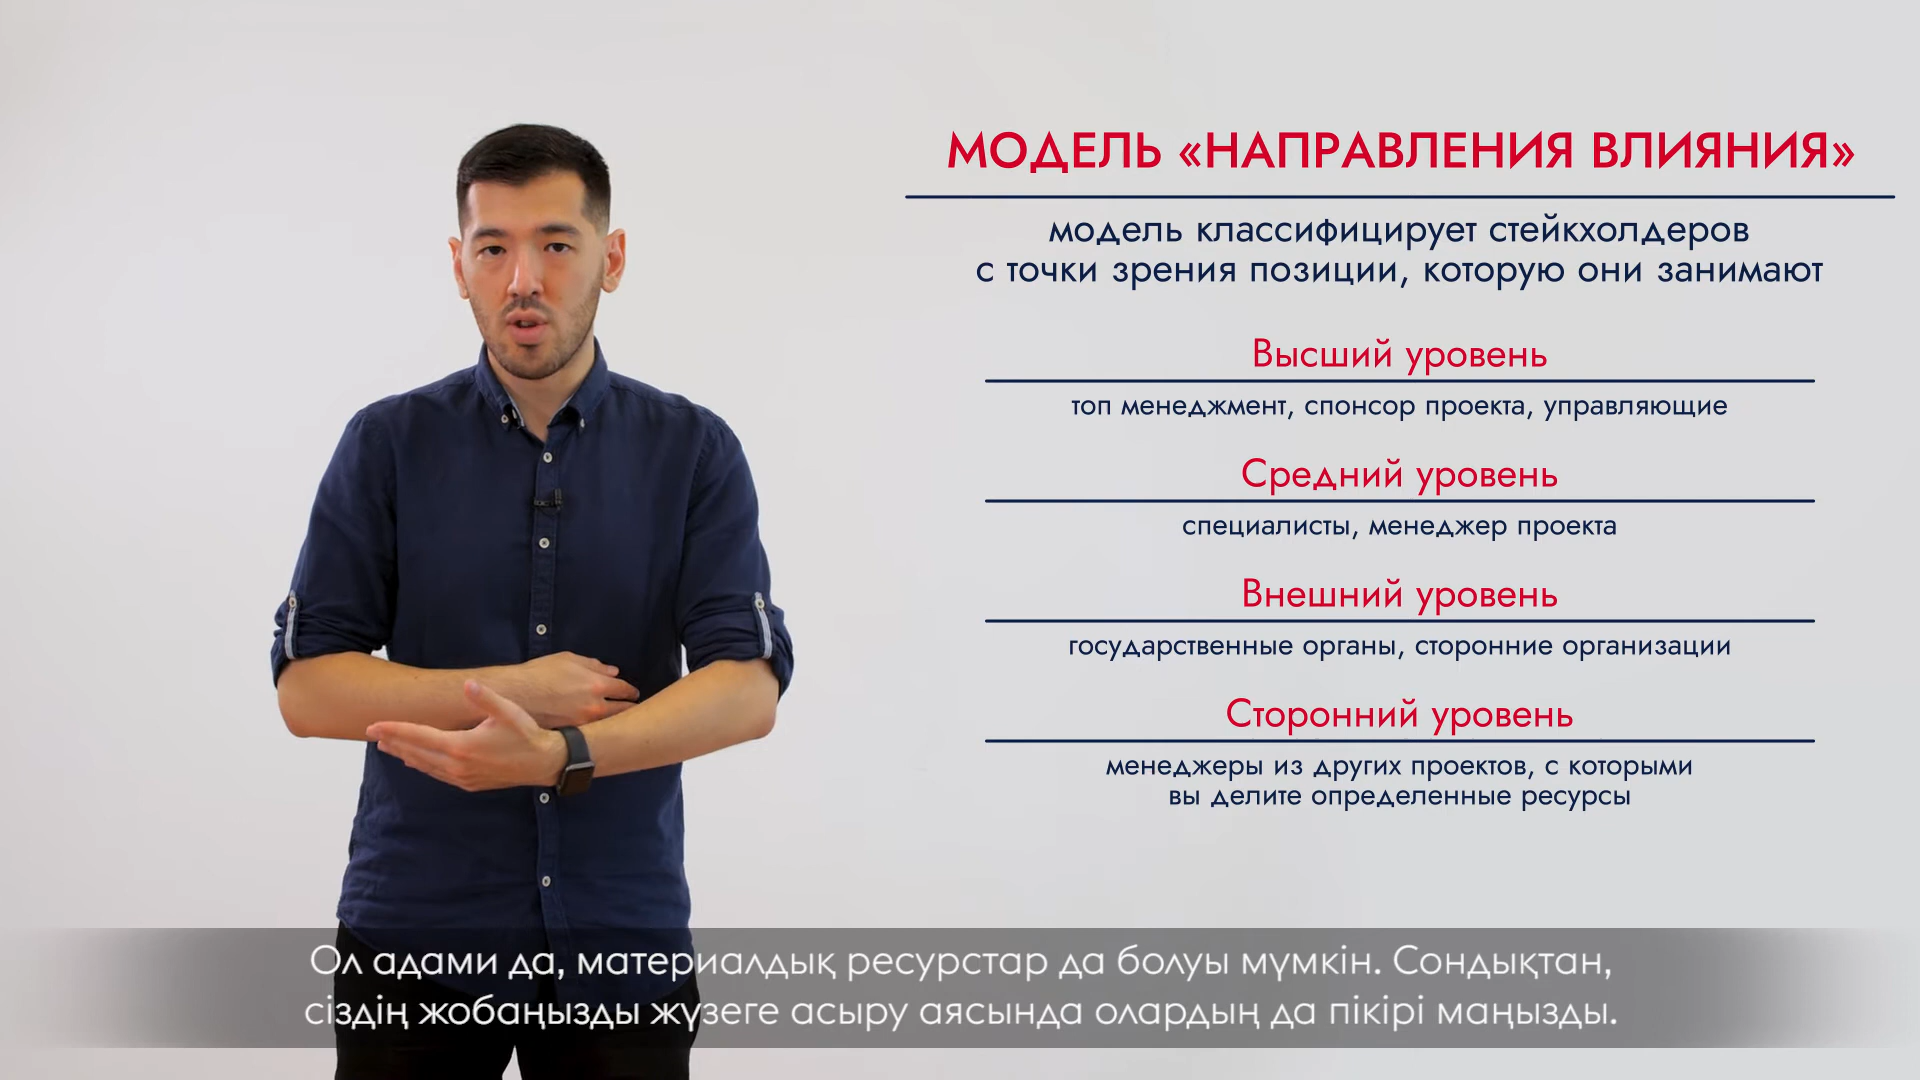 МОДЕЛЬ «НАПРАВЛЕНИЯ ВЛИЯНИЯ»
модель классифицирует стейкхолдеров
с точки зрения позиции, которую они занимают
Высший уровень
топ менеджмент, спонсор проекта, управляющие
Средний уровень
специалисты, менеджер проекта
Внешний уровень
государственные органы, сторонние организации
Сторонний уровень
менеджеры из других проектов, с которыми
вы делите определенные ресурсы
Ол адами да, материалдық ресурстар да болуы мүмкін. Сондықтан,
сіздің жобаңызды жүзеге асыру аясында олардың да пікірі маңызды.